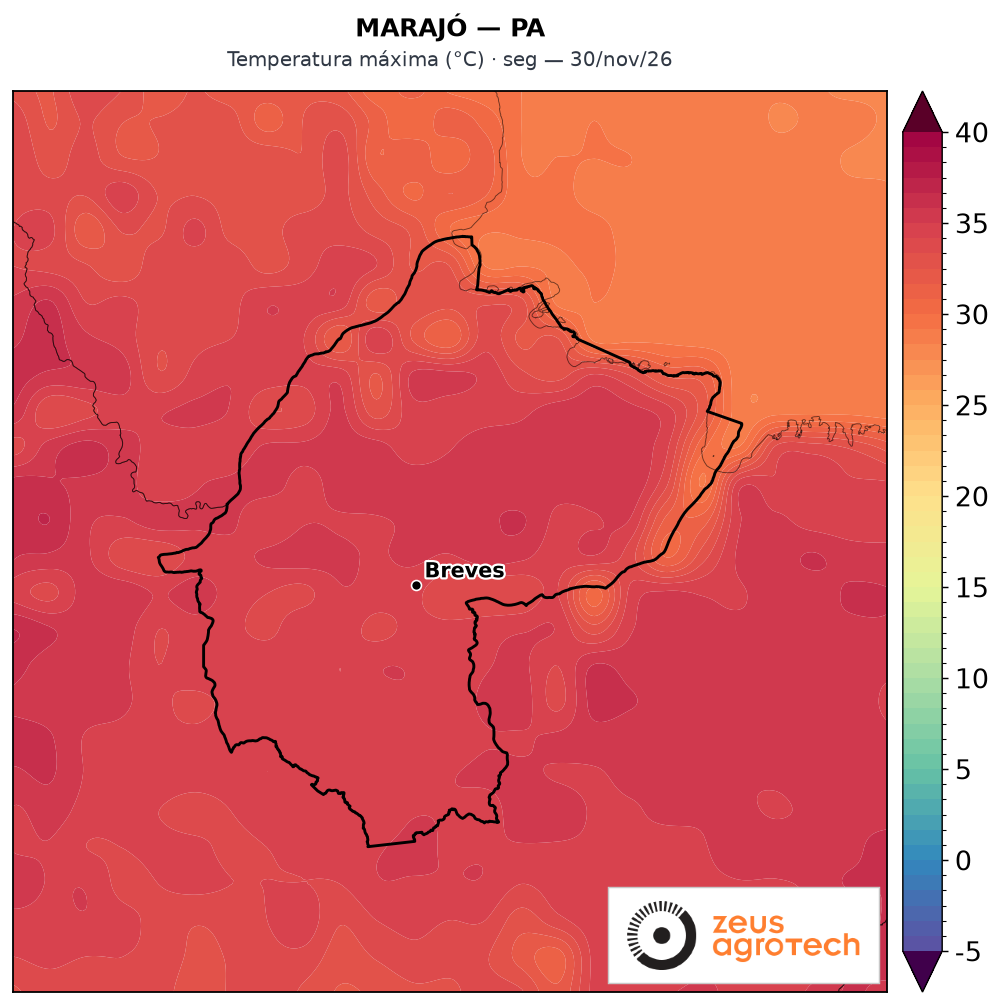 MARAJÓ — PA
Temperatura máxima (°C) · seg — 30/nov/26
40
35
30
25
20
15
10
5
0
-5
Breves
zeus
agrotech